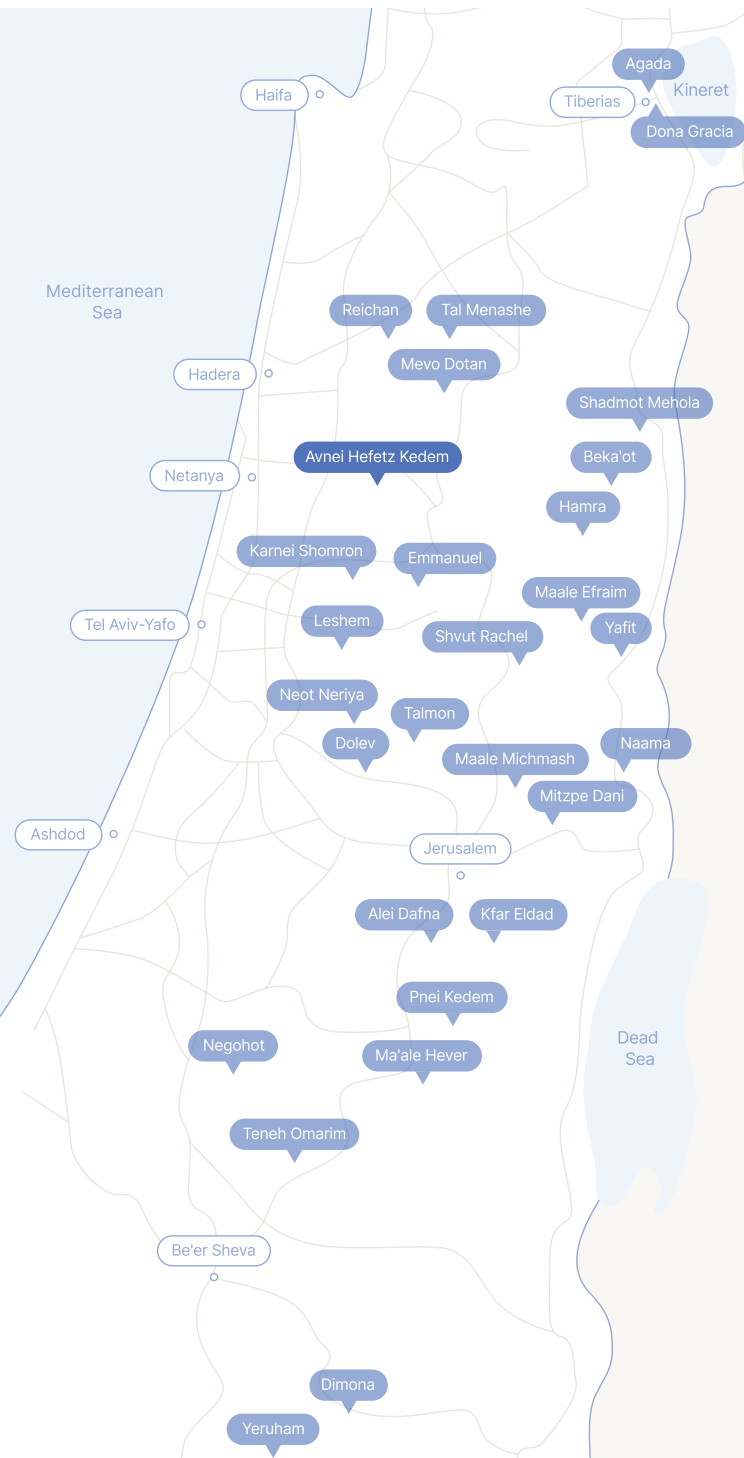 Agada
Kineret
Haifa
Tiberias
Dona Gracia
Mediterranean
Sea
Reichan
Tal Menashe
Mevo Dotan
Hadera
Shadmot Mehola
Avnei Hefetz Kedem
Beka'ot
Netanya
Hamra
Karnei Shomron
Emmanuel
Maale Efraim
Leshem
Tel Aviv-Yafo
Shvut Rachel
Yafit
Neot Neriya
Talmon
Dolev
Naama
Maale Michmash
Mitzpe Dani
Ashdod
Jerusalem
Alei Dafna
Kfar Eldad
Pnei Kedem
Dead
Sea
Negohot
Ma'ale Hever
Teneh Omarim
Be'er Sheva
Dimona
Yeruham